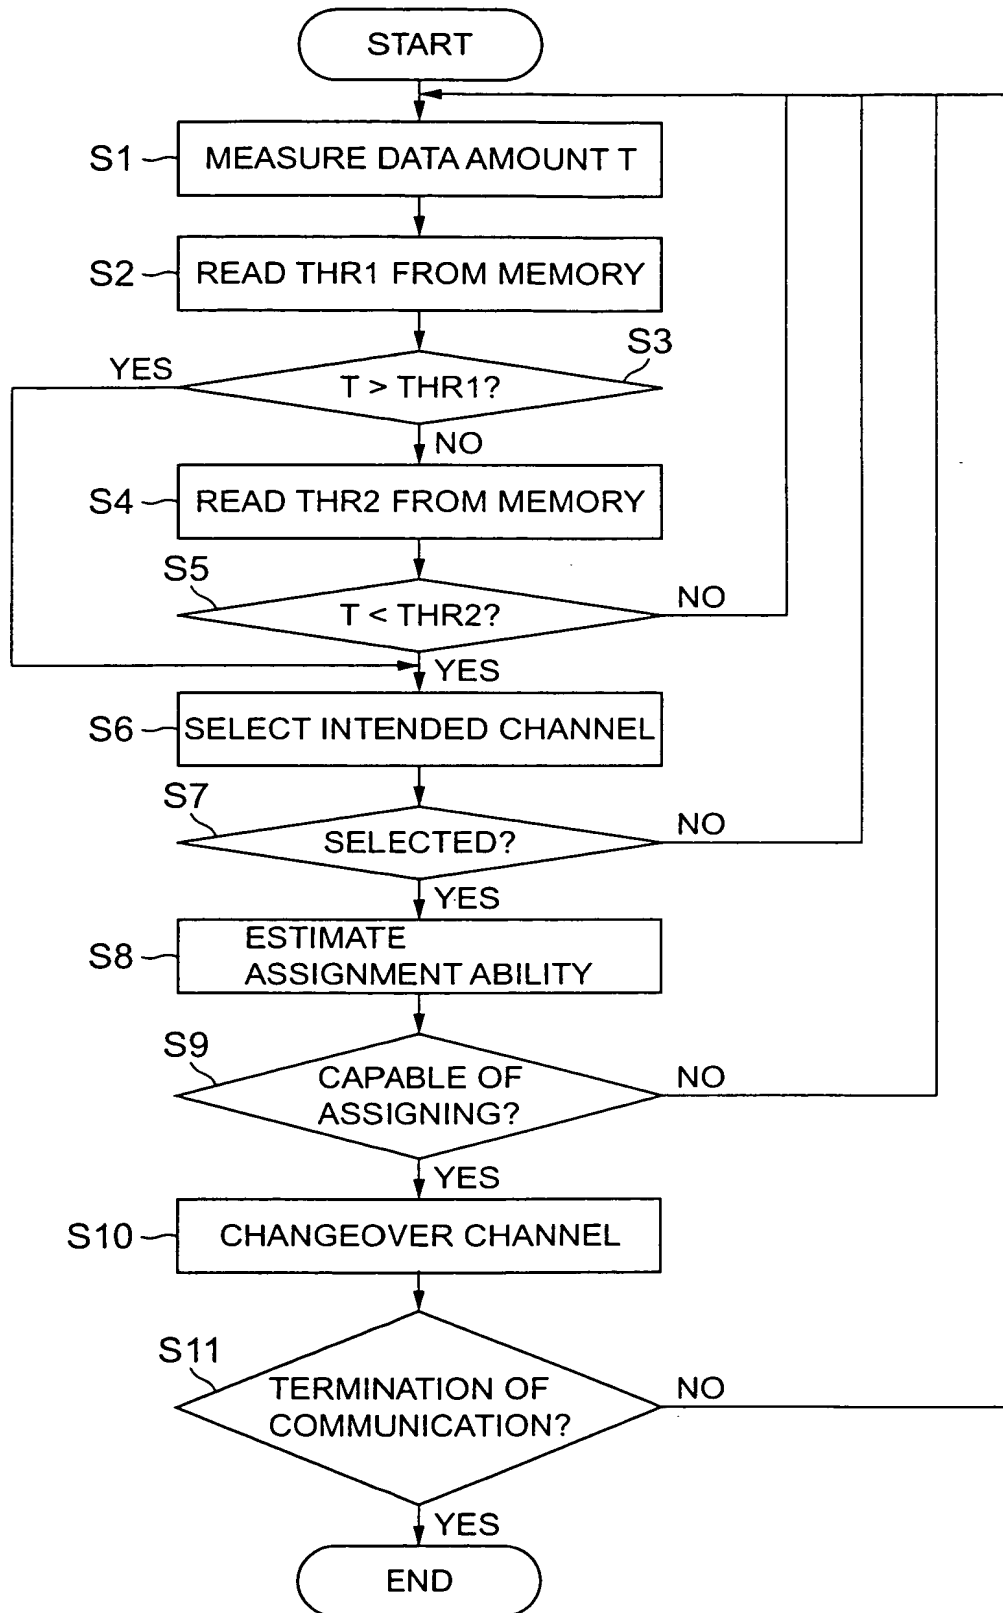 START
S1
MEASURE DATA AMOUNT T
S2
READ THR1 FROM MEMORY
S3
YES
T > THR1?
NO
S4
READ THR2 FROM MEMORY
S5
T < THR2?
NO
YES
S6
SELECT INTENDED CHANNEL
S7
SELECTED?
NO
YES
S8
ESTIMATE
ASSIGNMENT ABILITY
S9
CAPABLE OF
ASSIGNING?
NO
YES
S10
CHANGEOVER CHANNEL
S11
TERMINATION OF
COMMUNICATION?
NO
YES
END